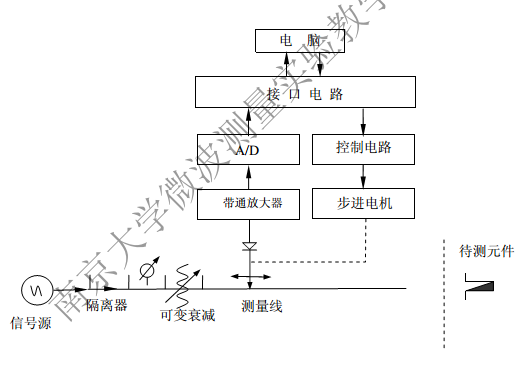 电 脑
接 口 电 路
A/D
控制电路
带通放大器
步进电机
待测元件
隔离器
测量线
可变衰减
信号源
南京大学微波测量实验教学